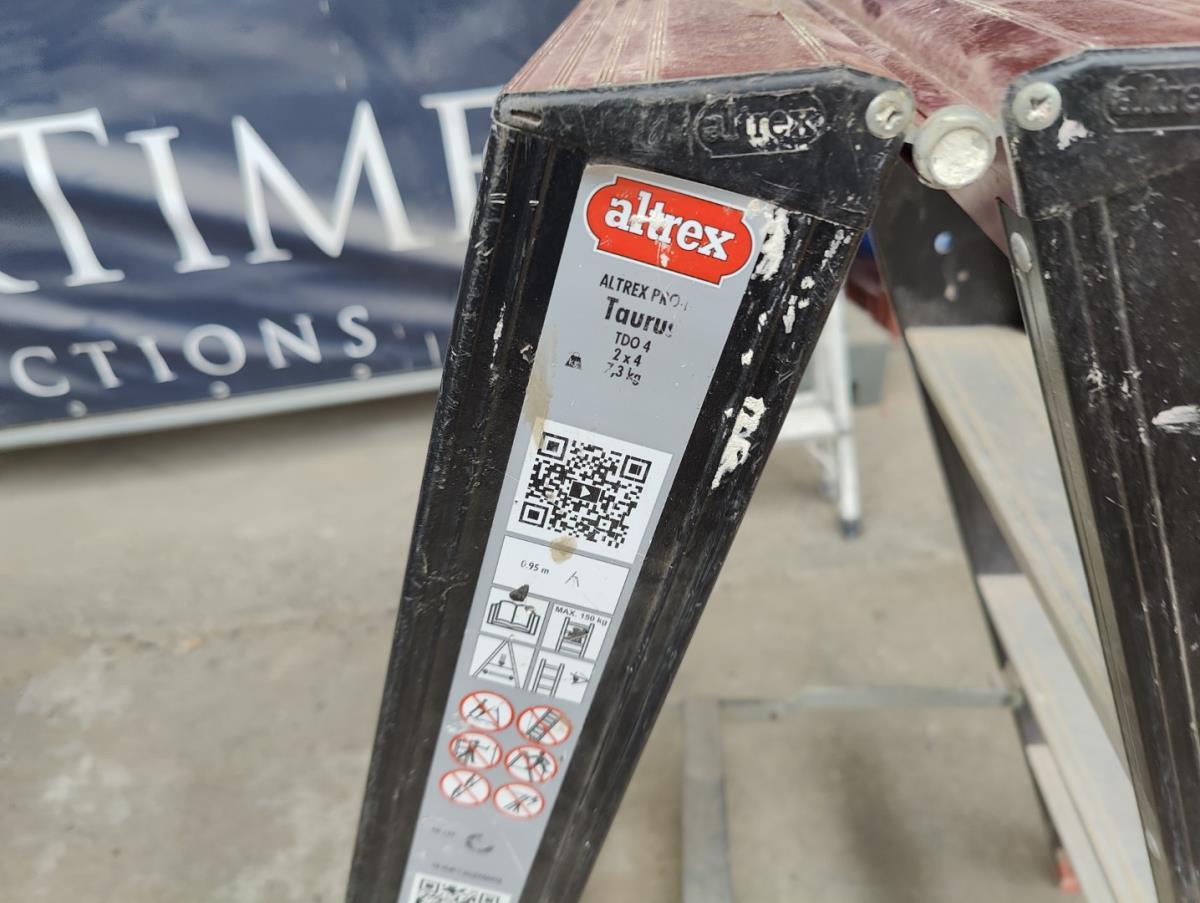 TIME
CTIONS
altrex
altrex
altrex
ALTREX PRO
Taurus
TDO 4
2 x 4
7,3 kg
0.95 m
MAX. 150 kg